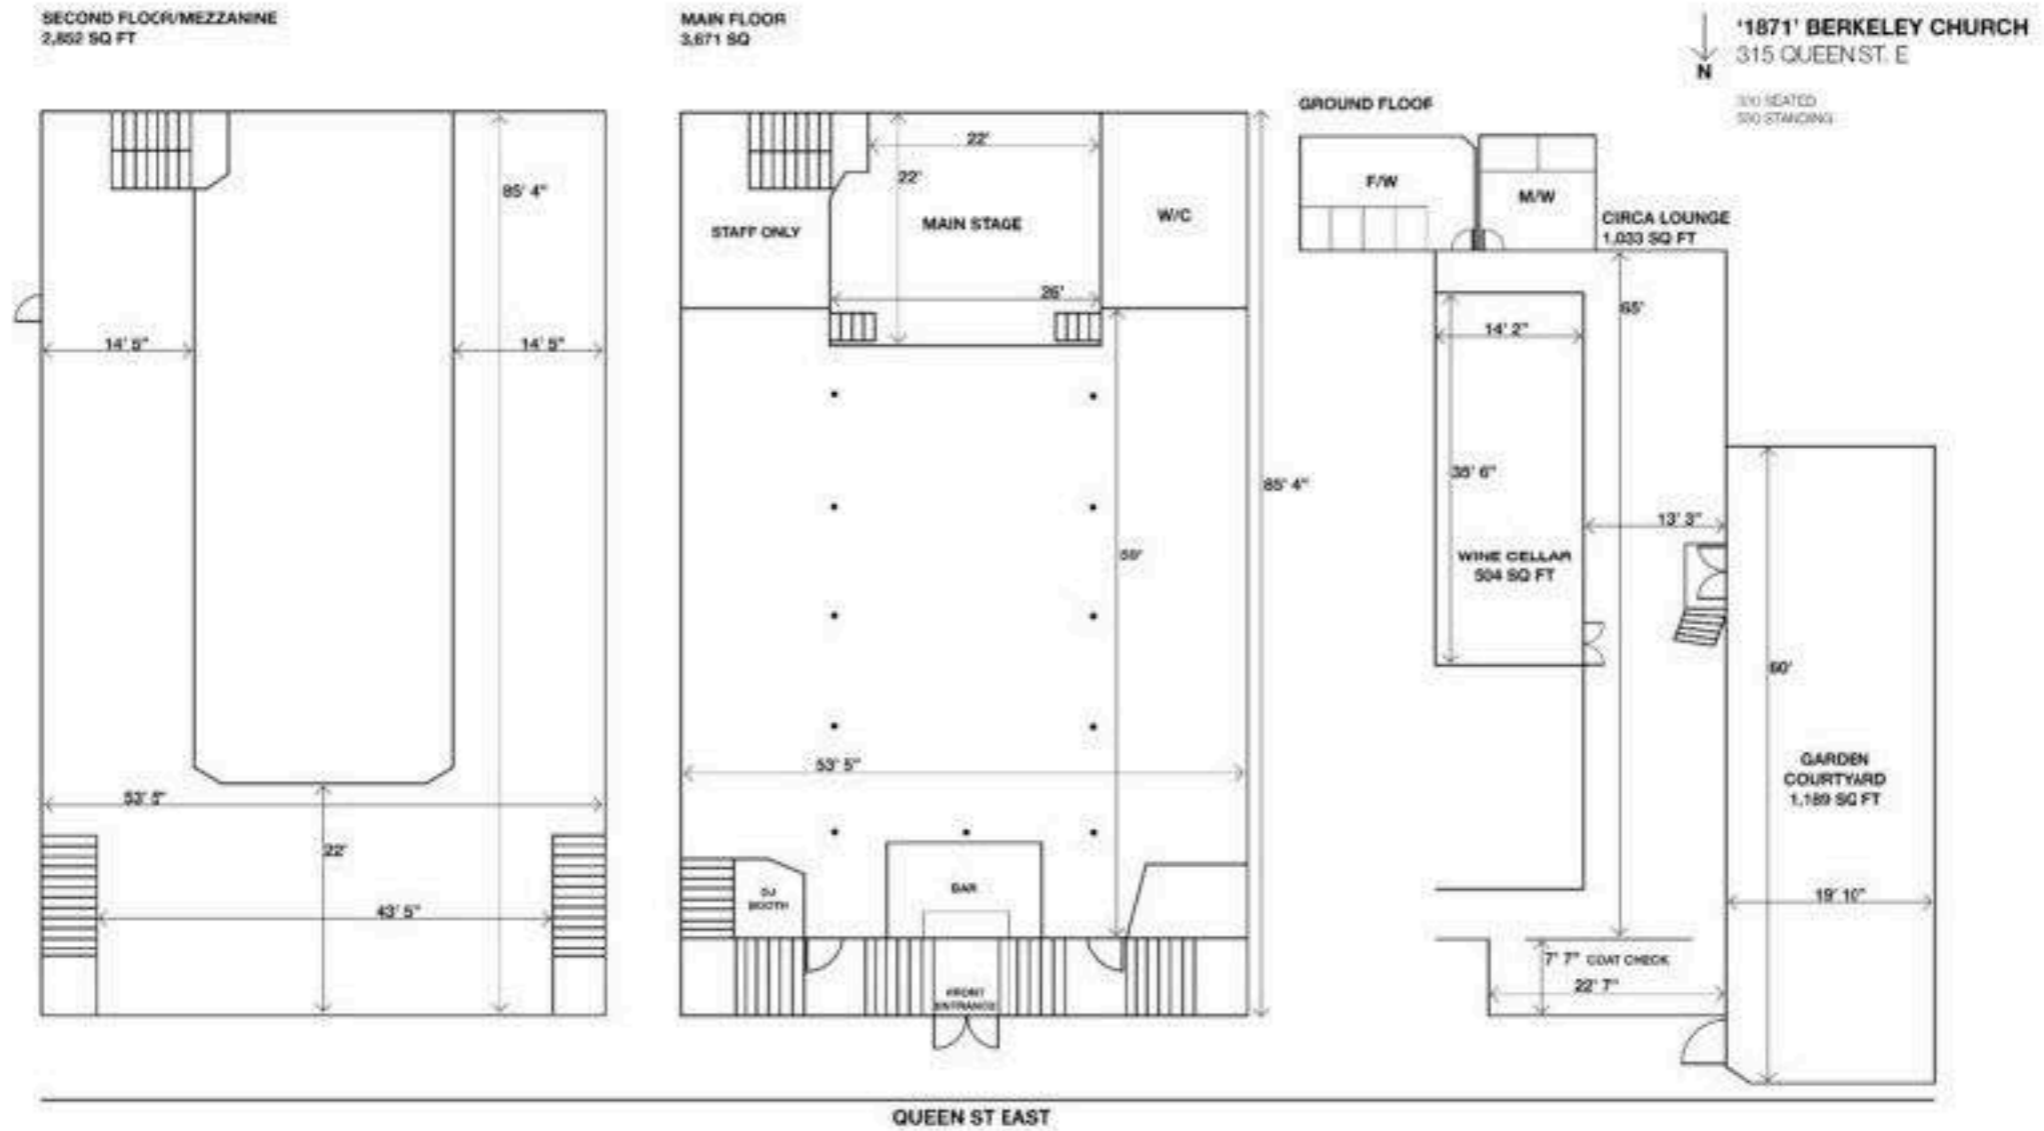 SECOND FLOOR/MEZZANINE
2,852 SQ FT
85' 4"
14' 5"
14' 5"
53' 5"
22'
43' 5"
MAIN FLOOR
3,671 SQ
22'
22'
STAFF ONLY
MAIN STAGE
W/C
26'
85' 4"
59'
53' 5"
DJ
BOOTH
BAR
FRONT
ENTRANCE
'1871' BERKELEY CHURCH
315 QUEEN ST. E
N
SEATED
STANDING
GROUND FLOOR
F/W
M/W
CIRCA LOUNGE
1,033 SQ FT
65'
14' 2"
35' 6"
13' 3"
WINE CELLAR
504 SQ FT
60'
GARDEN
COURTYARD
1,189 SQ FT
19' 10"
7' 7" COAT CHECK
22' 7"
QUEEN ST EAST